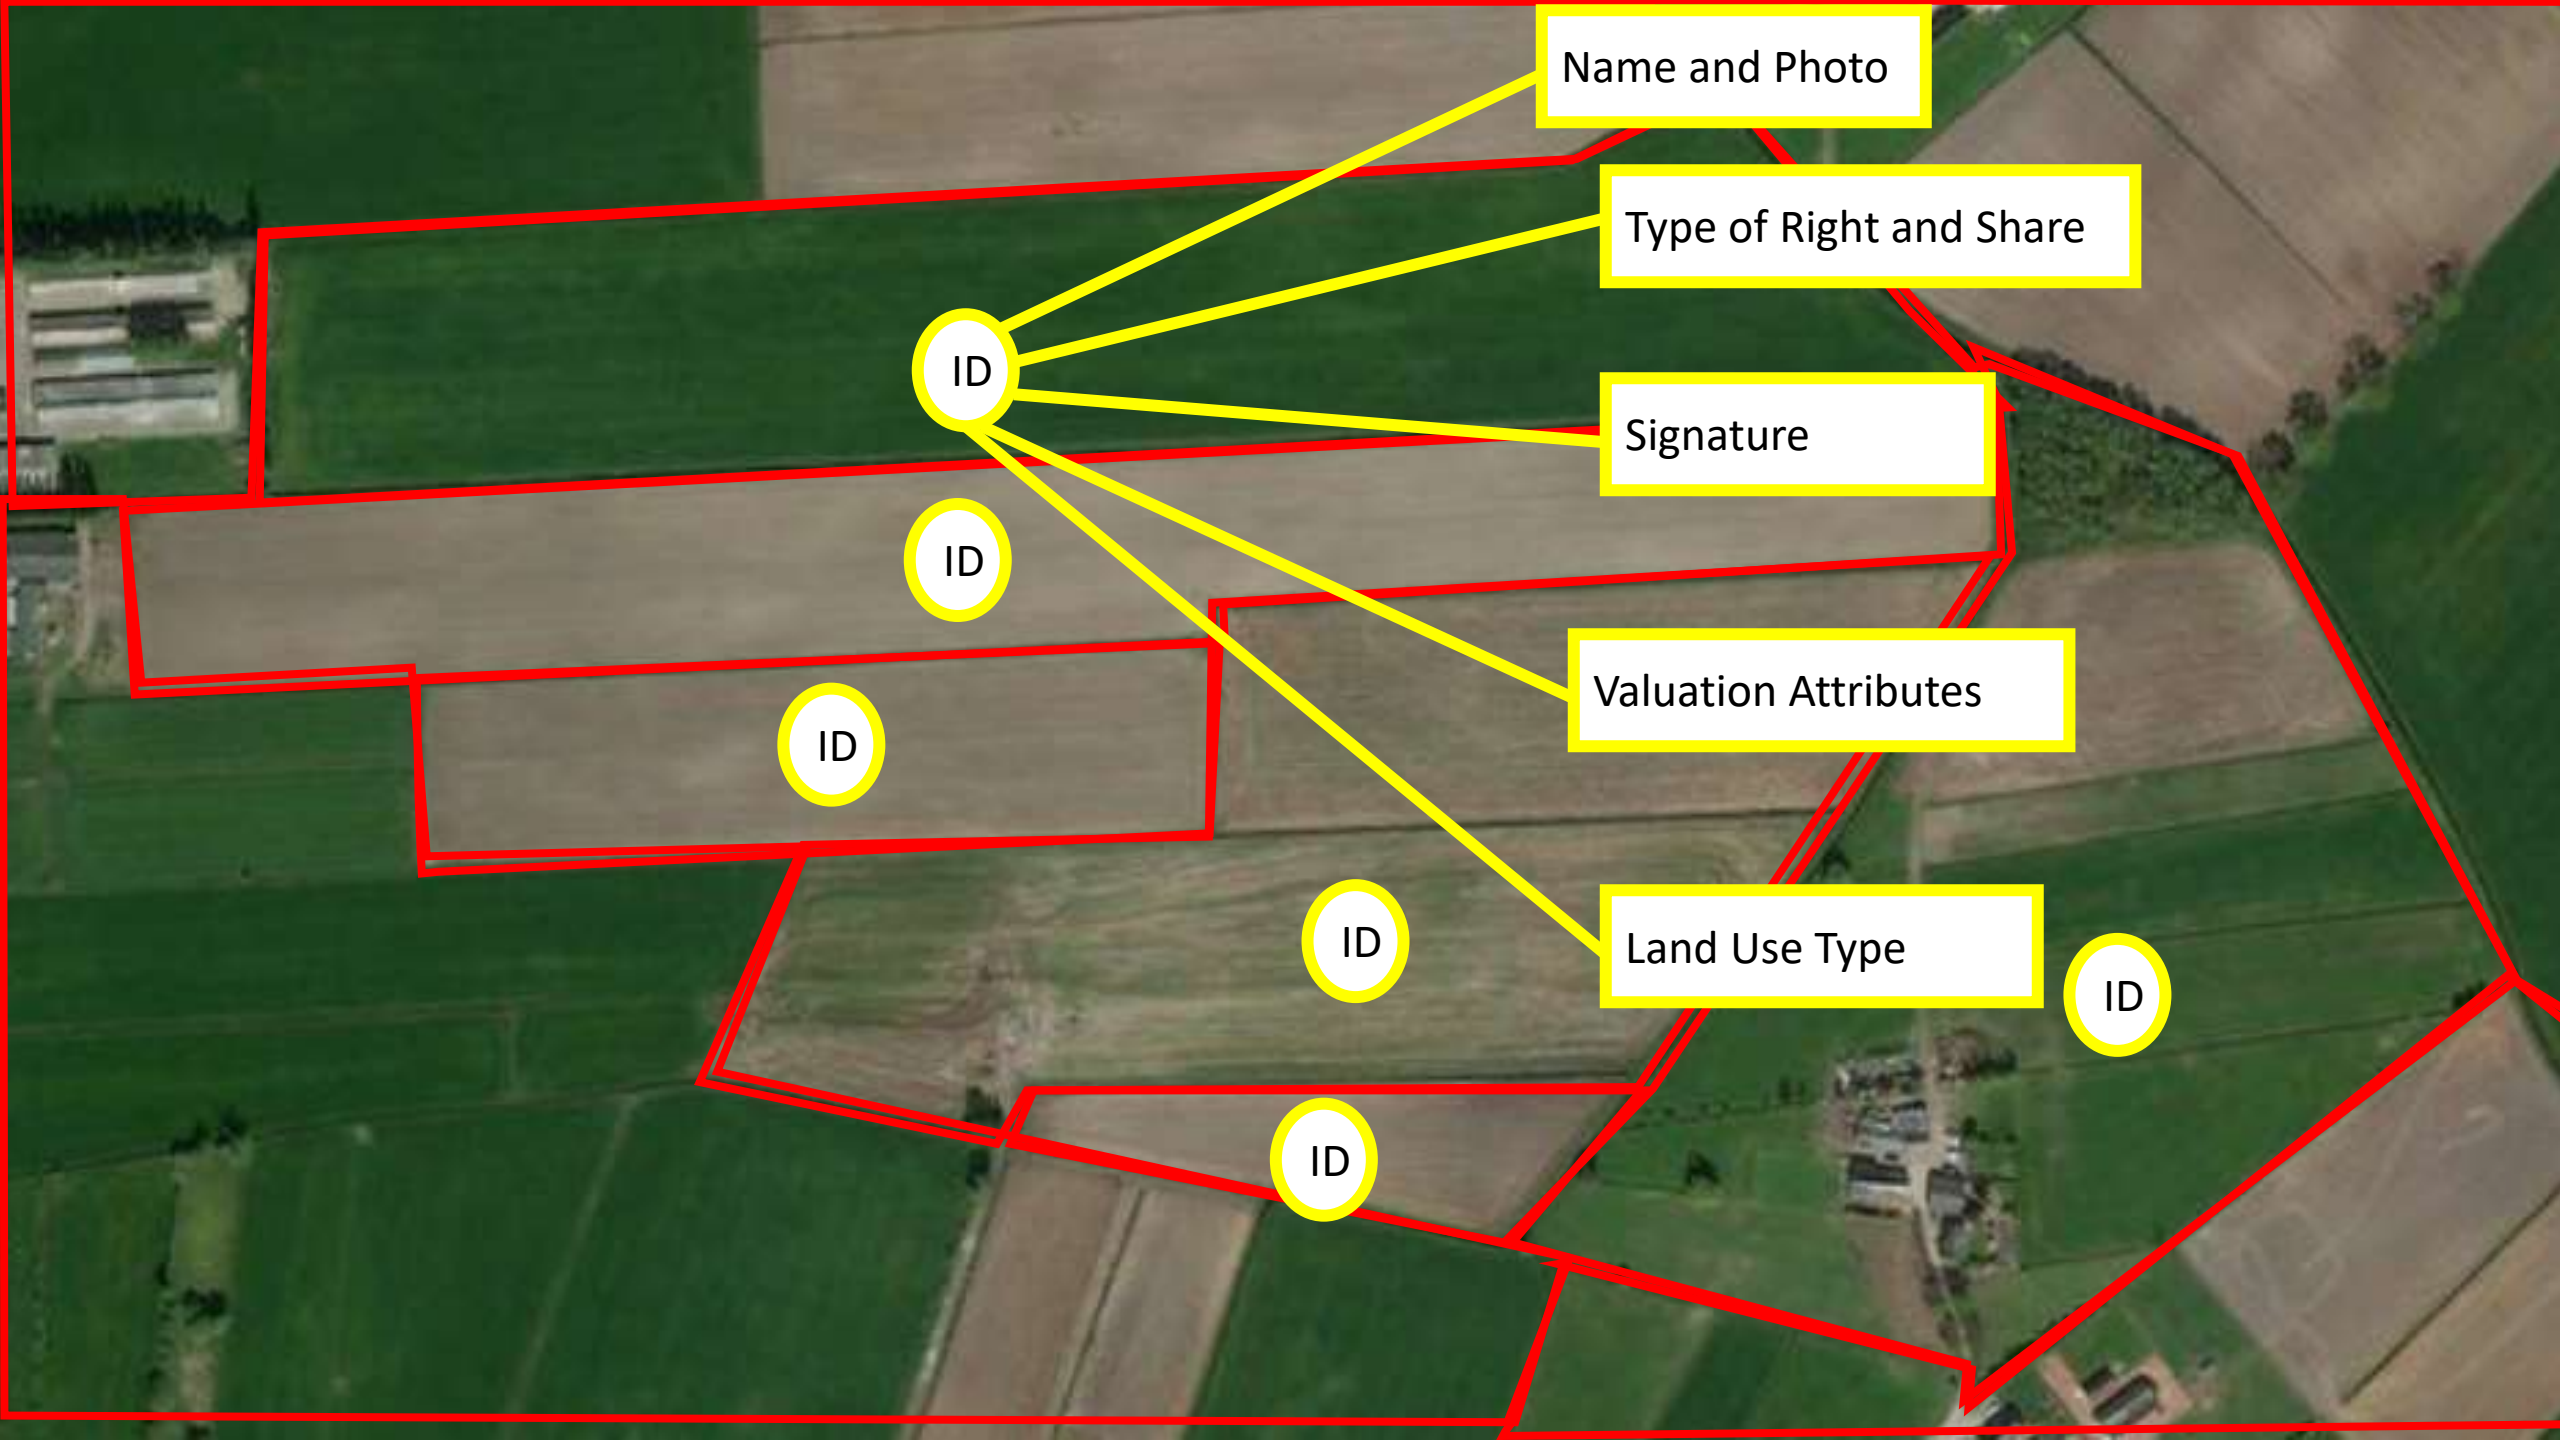 Name and Photo
Type of Right and Share
ID
Signature
ID
Valuation Attributes
ID
ID
Land Use Type
ID
ID